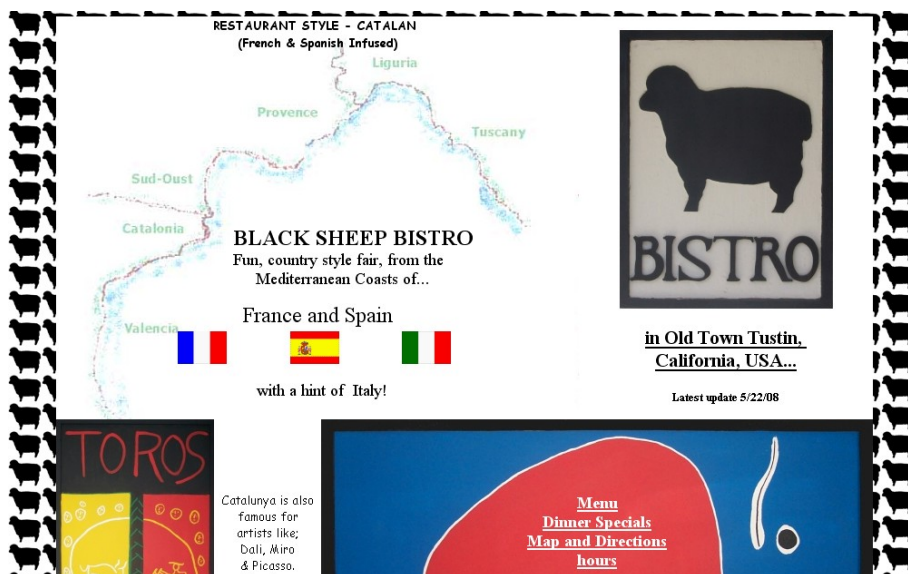 RESTAURANT STYLE - CATALAN
(French & Spanish Infused)
Liguria
Provence
Tuscany
Sud-Oust
Catalonia
BLACK SHEEP BISTRO
Fun, country style fair, from the
Mediterranean Coasts of...
France and Spain
Valencia
with a hint of Italy!
BISTRO
in Old Town Tustin,
California, USA...
Latest update 5/22/08
TOROS
Catalunya is also
famous for
artists like;
Dali, Miro
& Picasso.
Menu
Dinner Specials
Map and Directions
hours